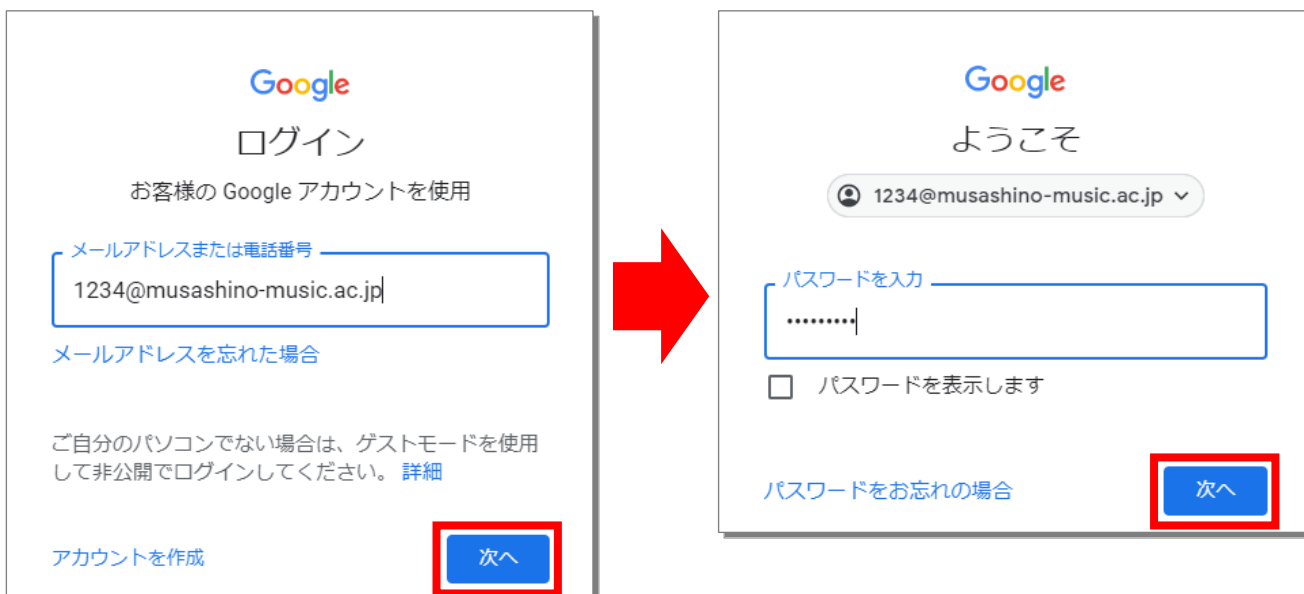 Google
ログイン
お客様の Google アカウントを使用
メールアドレスまたは電話番号
1234@musashino-music.ac.jp
メールアドレスを忘れた場合
ご自分のパソコンでない場合は、ゲストモードを使用
して非公開でログインしてください。 詳細
アカウントを作成
次へ
Google
ようこそ
1234@musashino-music.ac.jp
パスワードを入力
•••••••••
パスワードを表示します
パスワードをお忘れの場合
次へ